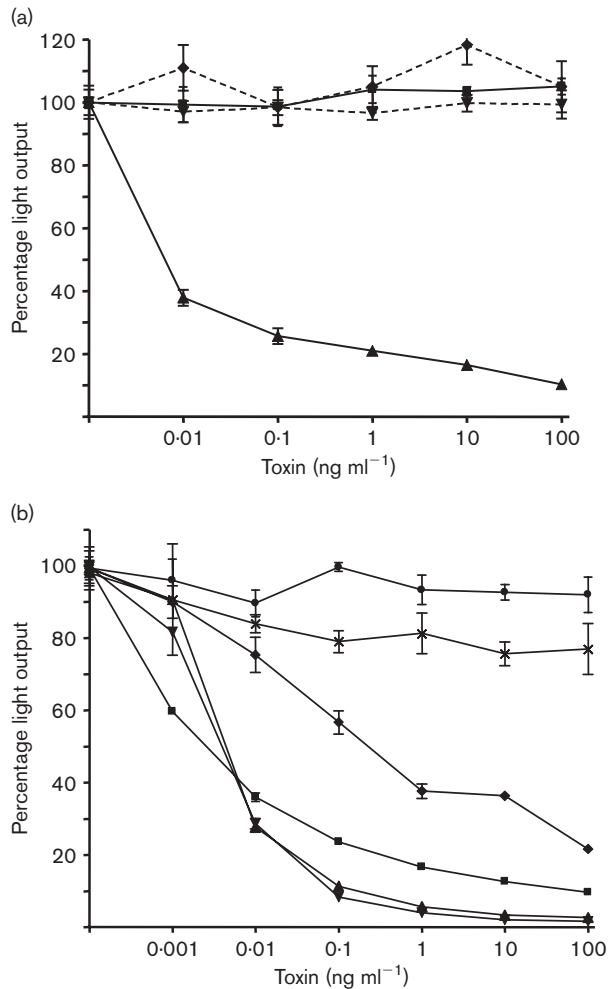 (a)
120
100
80
60
40
20
Percentage light output
0·01 0·1 1 10 100
Toxin (ng ml⁻¹)
(b)
100
80
60
40
20
Percentage light output
0·001 0·01 0·1 1 10 100
Toxin (ng ml⁻¹)